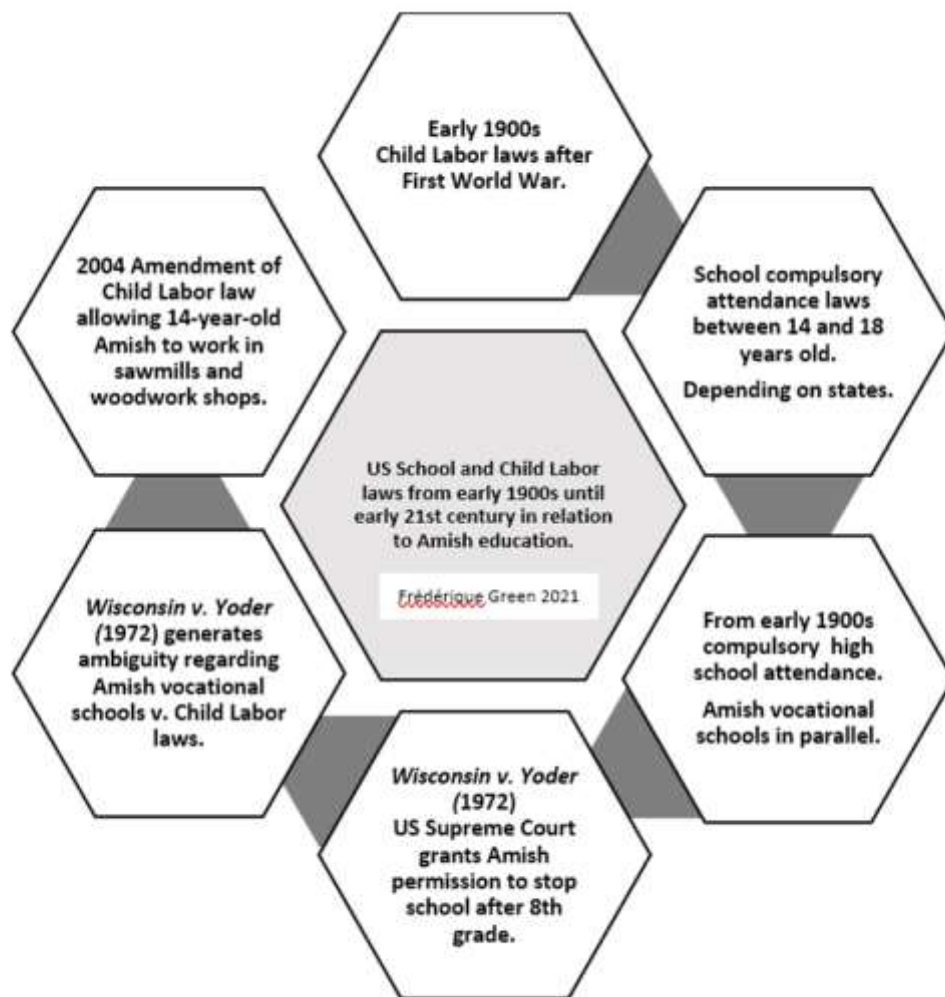 Early 1900s
Child Labor laws after
First World War.
School compulsory
attendance laws
between 14 and 18
years old.
Depending on states.
From early 1900s
compulsory high
school attendance.
Amish vocational
schools in parallel.
Wisconsin v. Yoder
(1972)
US Supreme Court
grants Amish
permission to stop
school after 8th
grade.
Wisconsin v. Yoder
(1972) generates
ambiguity regarding
Amish vocational
schools v. Child Labor
laws.
2004 Amendment of
Child Labor law
allowing 14-year-old
Amish to work in
sawmills and
woodwork shops.
US School and Child Labor
laws from early 1900s until
early 21st century in relation
to Amish education.
Frédérique Green 2021